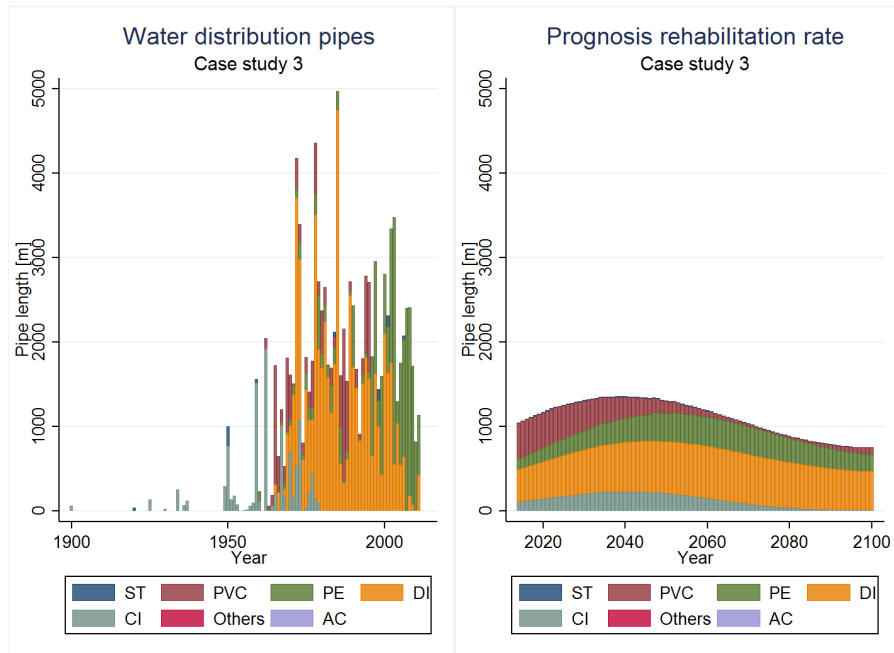 Water distribution pipes
Case study 3
Pipe length [m]
5000
4000
3000
2000
1000
0
1900
1950
2000
Year
ST
PVC
PE
DI
CI
Others
AC
Prognosis rehabilitation rate
Case study 3
Pipe length [m]
5000
4000
3000
2000
1000
0
2020
2040
2060
2080
2100
Year
ST
PVC
PE
DI
CI
Others
AC